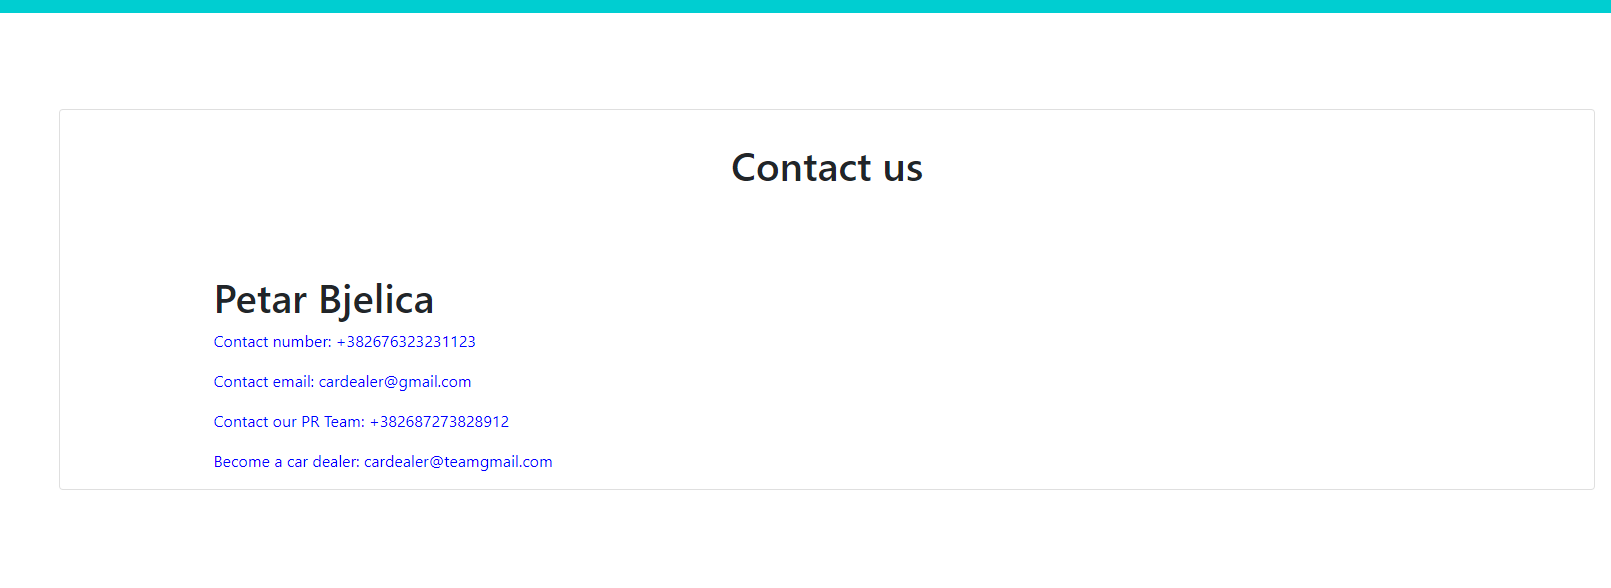 Contact us
Petar Bjelica
Contact number: +382676323231123
Contact email: cardealer@gmail.com
Contact our PR Team: +382687273828912
Become a car dealer: cardealer@teamgmail.com